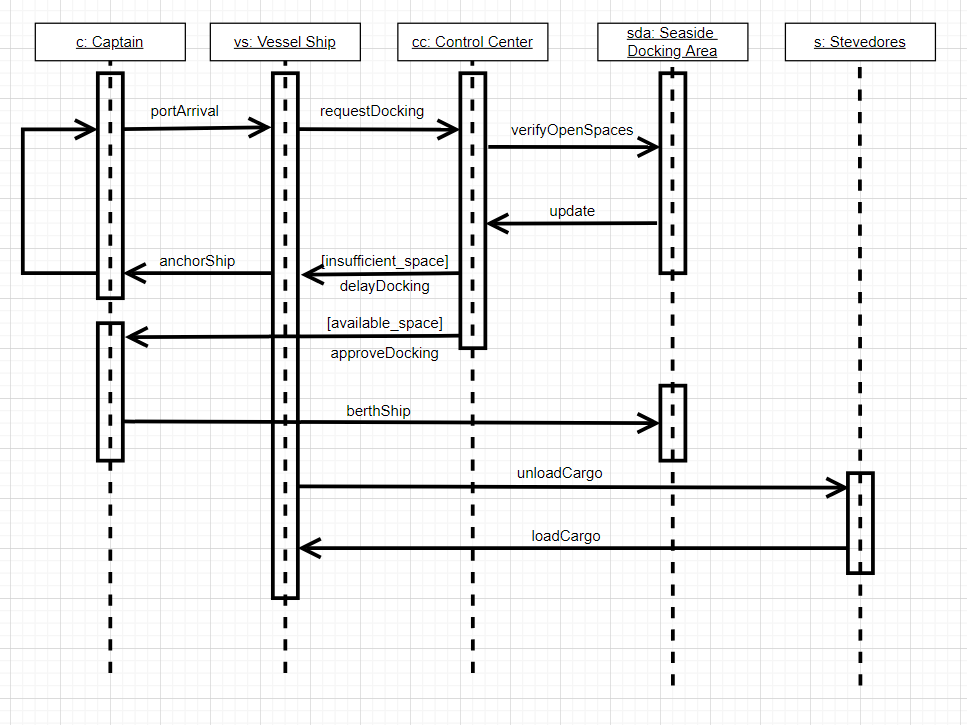 c: Captain
vs: Vessel Ship
cc: Control Center
sda: Seaside
Docking Area
s: Stevedores
portArrival
requestDocking
verifyOpenSpaces
update
anchorShip
[insufficient_space]
delayDocking
[available_space]
approveDocking
berthShip
unloadCargo
loadCargo